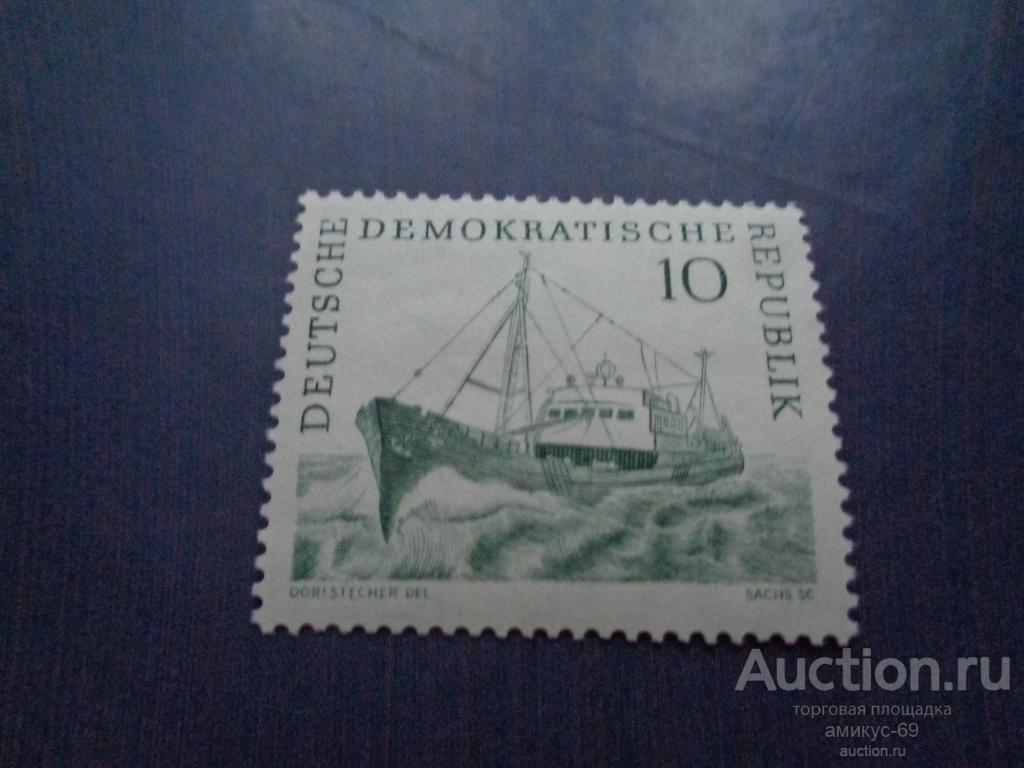 DEUTSCHE
DEMOKRATISCHE
REPUBLIK
10
DORISTECHER DEL
SACHS SC
Auction.ru
торговая площадка
амикус-69
auction.ru